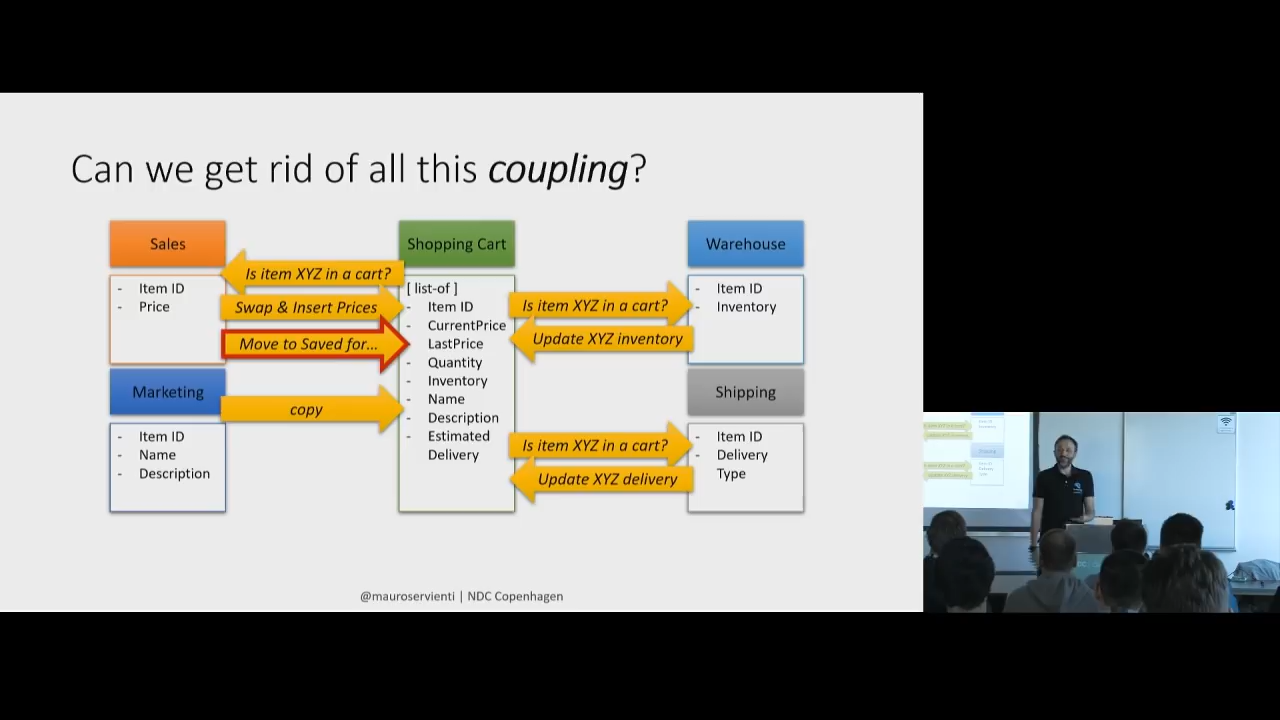 Can we get rid of all this coupling?
Sales
Is item XYZ in a cart?
- Item ID
- Price
Swap & Insert Prices
Move to Saved for...
Marketing
copy
- Item ID
- Name
- Description
Shopping Cart
[ list-of ]
- Item ID
- CurrentPrice
- LastPrice
- Quantity
- Inventory
- Name
- Description
- Estimated
Delivery
Is item XYZ in a cart?
Update XYZ inventory
Is item XYZ in a cart?
Update XYZ delivery
Warehouse
- Item ID
- Inventory
Shipping
- Item ID
- Delivery
Type
@mauroservienti | NDC Copenhagen